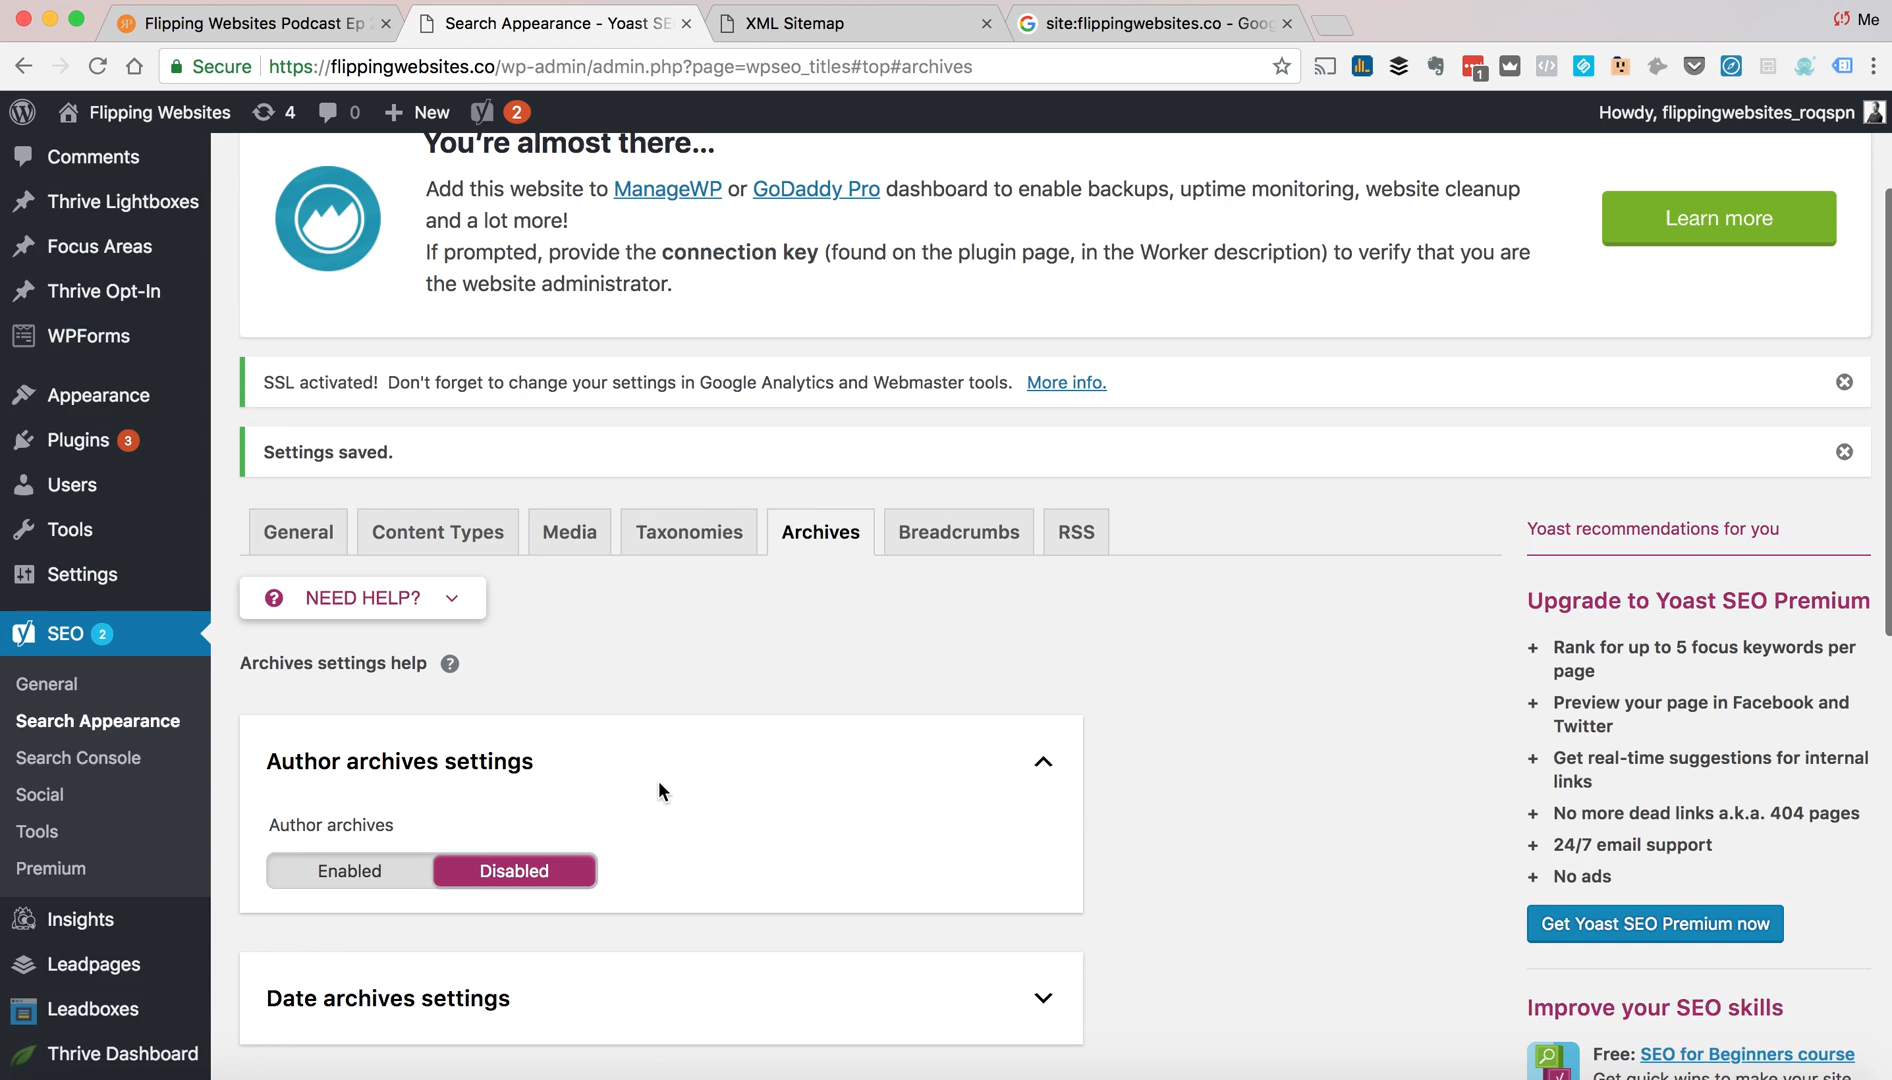 Flipping Websites Podcast Ep
Search Appearance - Yoast SE
XML Sitemap
site:flippingwebsites.co - Goog
Me
Secure
https://flippingwebsites.co/wp-admin/admin.php?page=wpseo_titles#top#archives
1
Flipping Websites
4
0
New
2
Howdy, flippingwebsites_roqspn
Comments
Thrive Lightboxes
Focus Areas
Thrive Opt-In
WPForms
Appearance
Plugins 3
Users
Tools
Settings
SEO 2
General
Search Appearance
Search Console
Social
Tools
Premium
Insights
Leadpages
Leadboxes
Thrive Dashboard
You're almost there...
Add this website to ManageWP or GoDaddy Pro dashboard to enable backups, uptime monitoring, website cleanup
and a lot more!
If prompted, provide the connection key (found on the plugin page, in the Worker description) to verify that you are
the website administrator.
Learn more
SSL activated! Don't forget to change your settings in Google Analytics and Webmaster tools. More info.
Settings saved.
General
Content Types
Media
Taxonomies
Archives
Breadcrumbs
RSS
NEED HELP?
Archives settings help
Author archives settings
Author archives
Enabled
Disabled
Date archives settings
Yoast recommendations for you
Upgrade to Yoast SEO Premium
+ Rank for up to 5 focus keywords per
page
+ Preview your page in Facebook and
Twitter
+ Get real-time suggestions for internal
links
+ No more dead links a.k.a. 404 pages
+ 24/7 email support
+ No ads
Get Yoast SEO Premium now
Improve your SEO skills
Free: SEO for Beginners course
Get quick wins to make your site